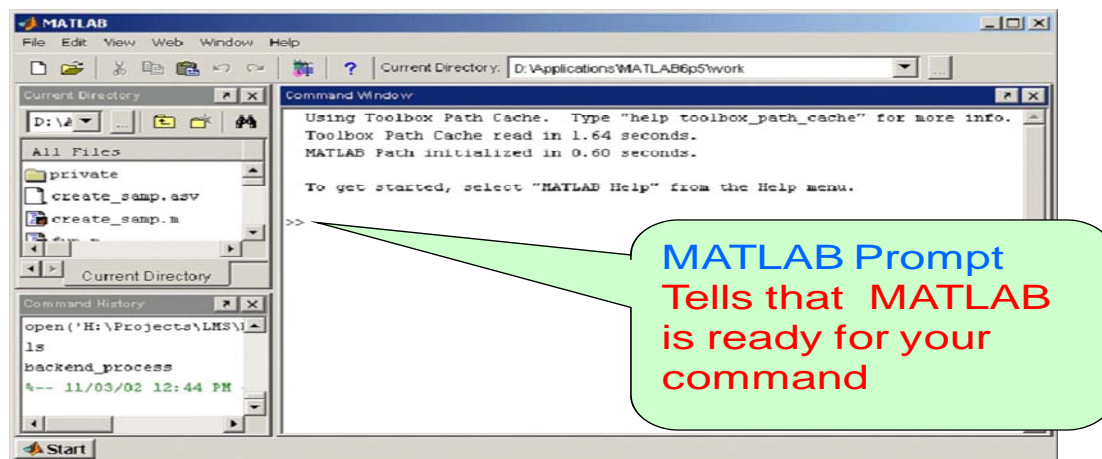 MATLAB
File Edit View Web Window Help
? Current Directory: D:\Applications\MATLAB6p5\work ...
Current Directory
D:\ ...
All Files
private
create_samp.asv
create_samp.m
Current Directory
Command History
open('H:\Projects\LMS\
ls
backend_process
%-- 11/03/02 12:44 PM
Command Window
Using Toolbox Path Cache. Type "help toolbox_path_cache" for more info.
Toolbox Path Cache read in 1.64 seconds.
MATLAB Path initialized in 0.60 seconds.
To get started, select "MATLAB Help" from the Help menu.
>>
MATLAB Prompt
Tells that MATLAB
is ready for your
command
Start